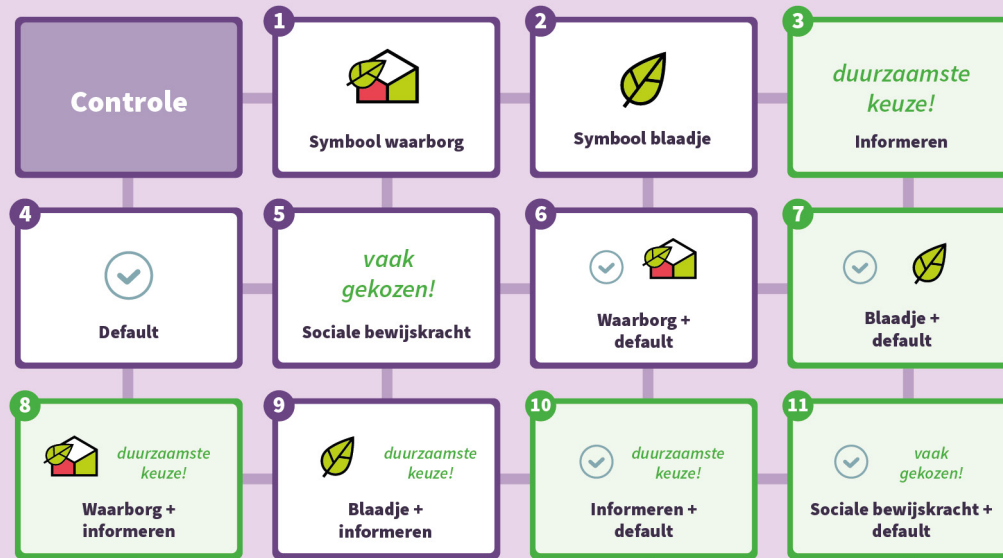 Controle
1
Symbool waarborg
2
Symbool blaadje
3
duurzaamste
keuze!
Informeren
4
Default
5
vaak
gekozen!
Sociale bewijskracht
6
Waarborg +
default
7
Blaadje +
default
8
duurzaamste
keuze!
Waarborg +
informeren
9
duurzaamste
keuze!
Blaadje +
informeren
10
duurzaamste
keuze!
Informeren +
default
11
vaak
gekozen!
Sociale bewijskracht +
default